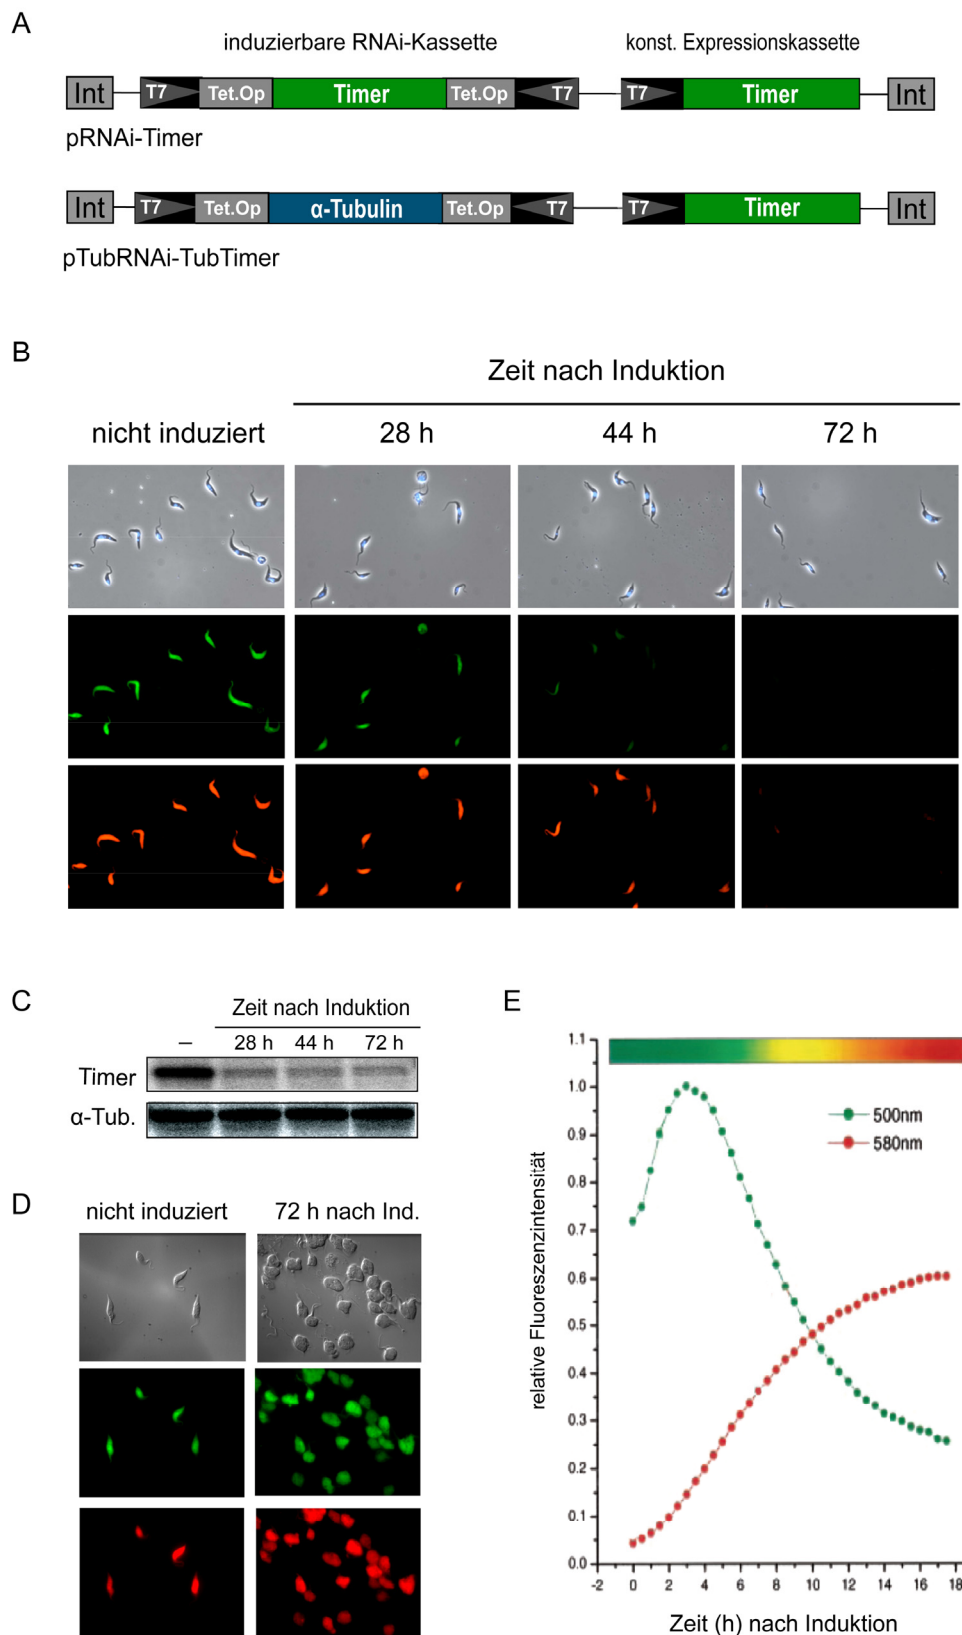 A
induzierbare RNAi-Kassette
konst. Expressionskassette
Int T7 Tet.Op Timer Tet.Op T7 T7 Timer Int
pRNAi-Timer
Int T7 Tet.Op α-Tubulin Tet.Op T7 T7 Timer Int
pTubRNAi-TubTimer
B
Zeit nach Induktion
nicht induziert 28 h 44 h 72 h
C
Zeit nach Induktion
– 28 h 44 h 72 h
Timer
α-Tub.
D
nicht induziert 72 h nach Ind.
E
relative Fluoreszenzintensität
1.1
1.0
0.9
0.8
0.7
0.6
0.5
0.4
0.3
0.2
0.1
0.0
500nm
580nm
-2 0 2 4 6 8 10 12 14 16 18
Zeit (h) nach Induktion